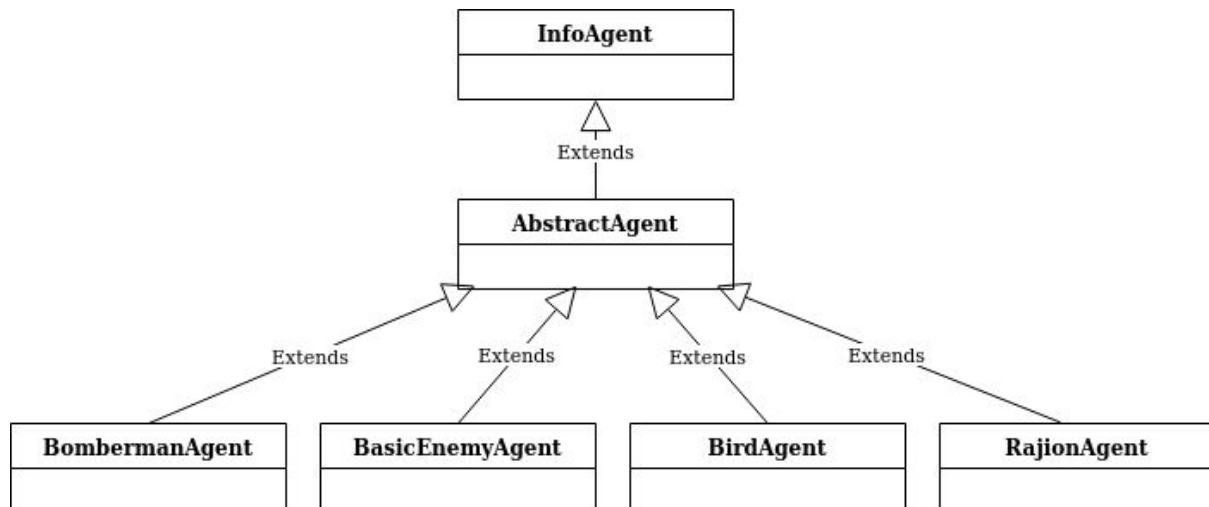 InfoAgent
Extends
AbstractAgent
Extends
Extends
Extends
Extends
BombermanAgent
BasicEnemyAgent
BirdAgent
RajionAgent